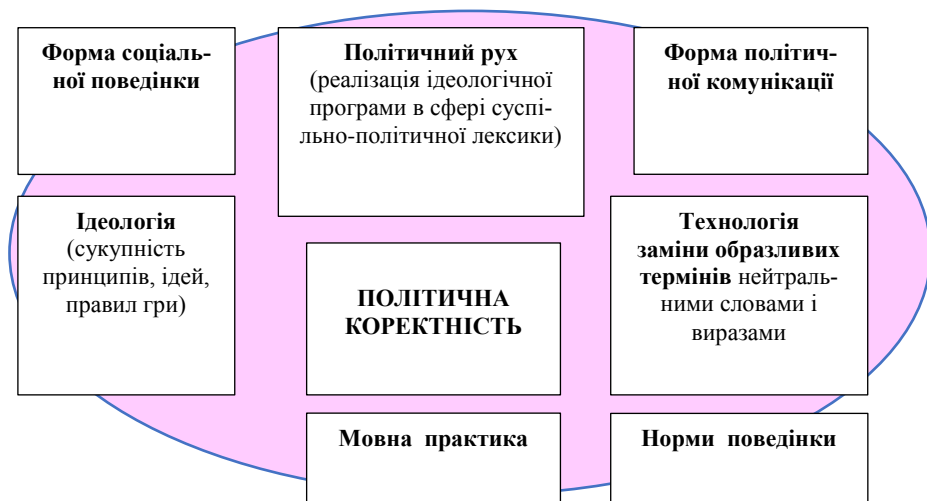 Форма соціаль-
ної поведінки
Політичний рух
(реалізація ідеологічної
програми в сфері суспі-
льно-політичної лексики)
Форма політич-
ної комунікації
Ідеологія
(сукупність
принципів, ідей,
правил гри)
ПОЛІТИЧНА
КОРЕКТНІСТЬ
Технологія
заміни образливих
термінів нейтраль-
ними словами і
виразами
Мовна практика
Норми поведінки